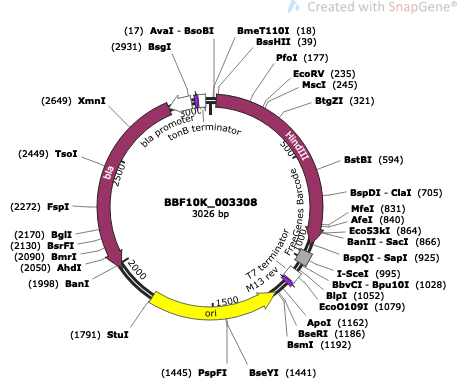 Created with SnapGene®
(17) AvaI - BsoBI
BmeT110I (18)
(2931) BsgI
BssHII (39)
PfoI (177)
EcoRV (235)
MscI (245)
BtgZI (321)
(2649) XmnI
(2449) TsoI
(2272) FspI
(2170) BglI
(2130) BsrFI
(2090) BmrI
(2050) AhdI
(1998) BanI
(1791) StuI
(1445) PspFI
BseYI (1441)
BstBI (594)
BspDI - ClaI (705)
MfeI (831)
AfeI (840)
Eco53kI (864)
BanII - SacI (866)
BspQI - SapI (925)
I-SceI (995)
BbvCI - Bpu10I (1028)
BlpI (1052)
EcoO109I (1079)
ApoI (1162)
BseRI (1186)
BsmI (1192)
bla promoter
tonB terminator
HindIII
bla
Freegenes Barcode
T7 terminator
M13 rev
ori
500
1000
1500
2000
2500
BBF10K_003308
3026 bp